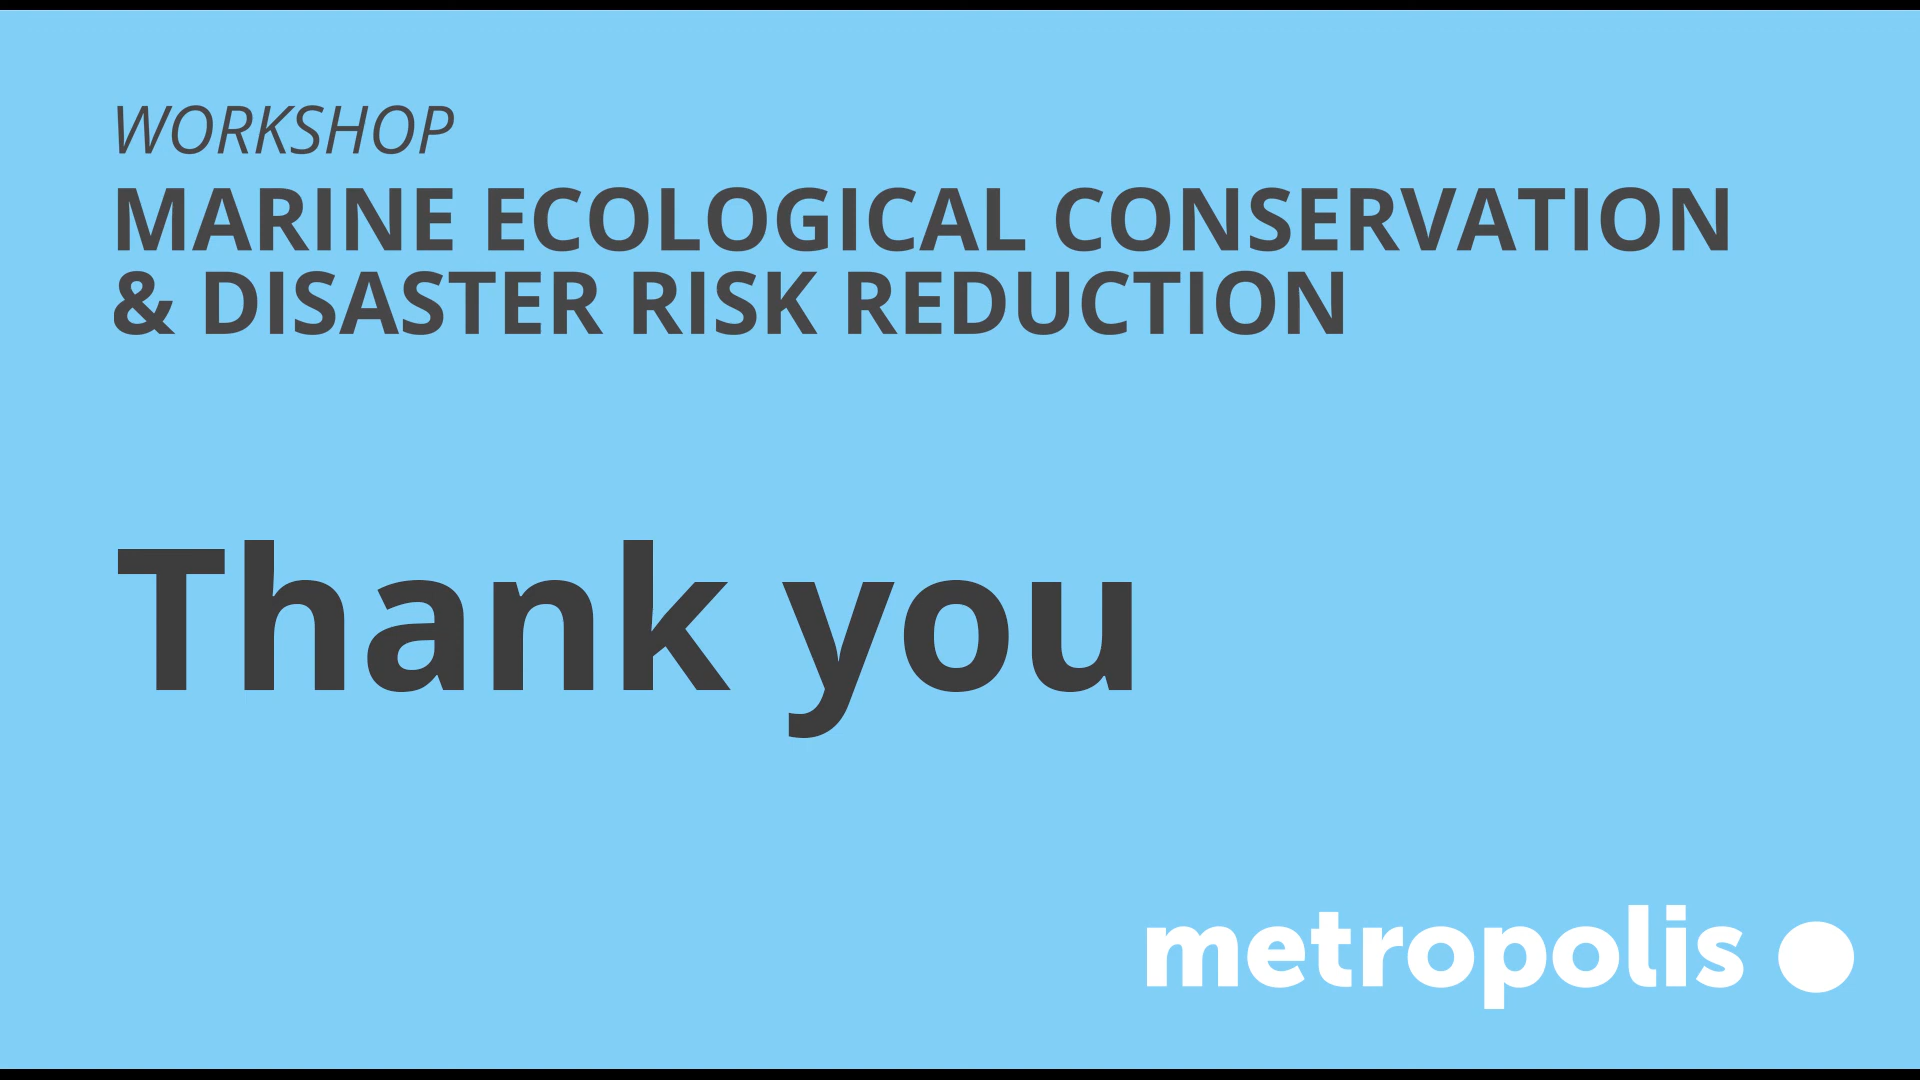 WORKSHOP
MARINE ECOLOGICAL CONSERVATION
& DISASTER RISK REDUCTION
Thank you
metropolis